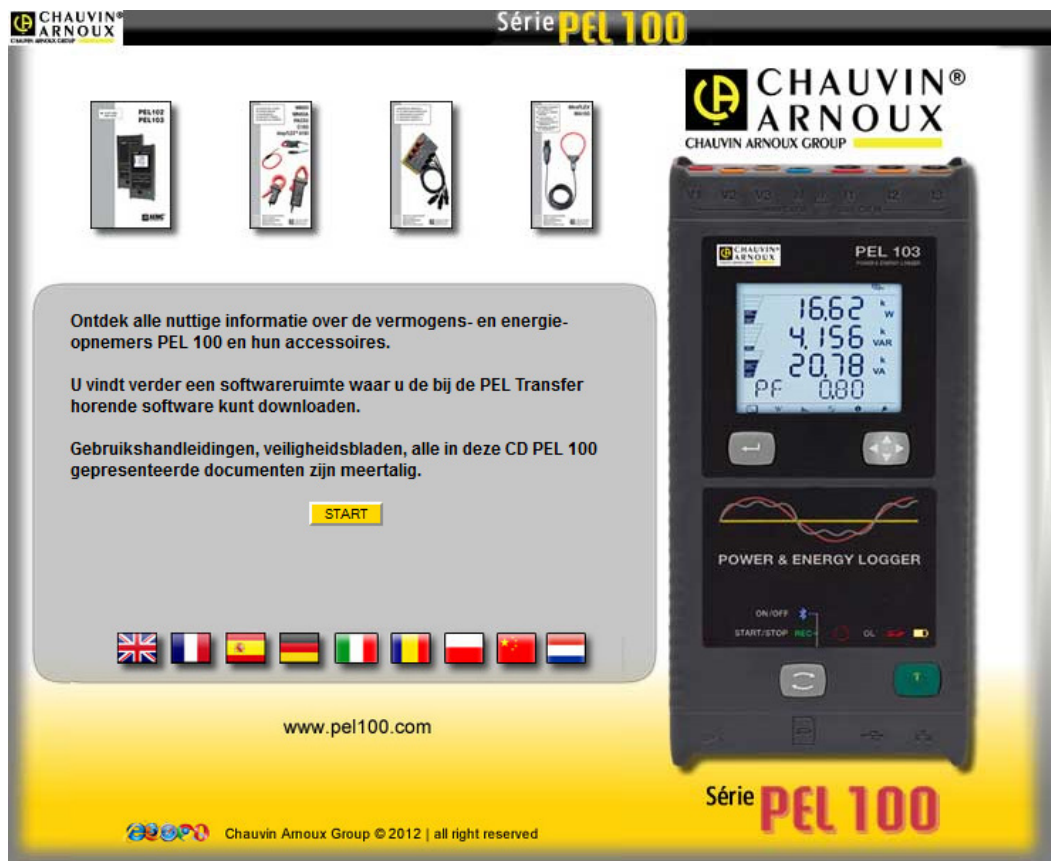 CHAUVIN®
ARNOUX
CHAUVIN ARNOUX GROUP
Série PEL 100
PEL102
PEL103
CHAUVIN®
ARNOUX
CHAUVIN ARNOUX GROUP
V1 V2 V3 N I1 I2 I3
CHAUVIN
ARNOUX
PEL 103
POWER & ENERGY LOGGER
16.62 k W
4.156 k VAR
20.78 k VA
PF 0.80
Ontdek alle nuttige informatie over de vermogens- en energie-
opnemers PEL 100 en hun accessoires.
U vindt verder een softwareruimte waar u de bij de PEL Transfer
horende software kunt downloaden.
Gebruikshandleidingen, veiligheidsbladen, alle in deze CD PEL 100
gepresenteerde documenten zijn meertalig.
START
POWER & ENERGY LOGGER
ON/OFF
START/STOP REC OL
www.pel100.com
Série PEL 100
Chauvin Arnoux Group © 2012 | all right reserved